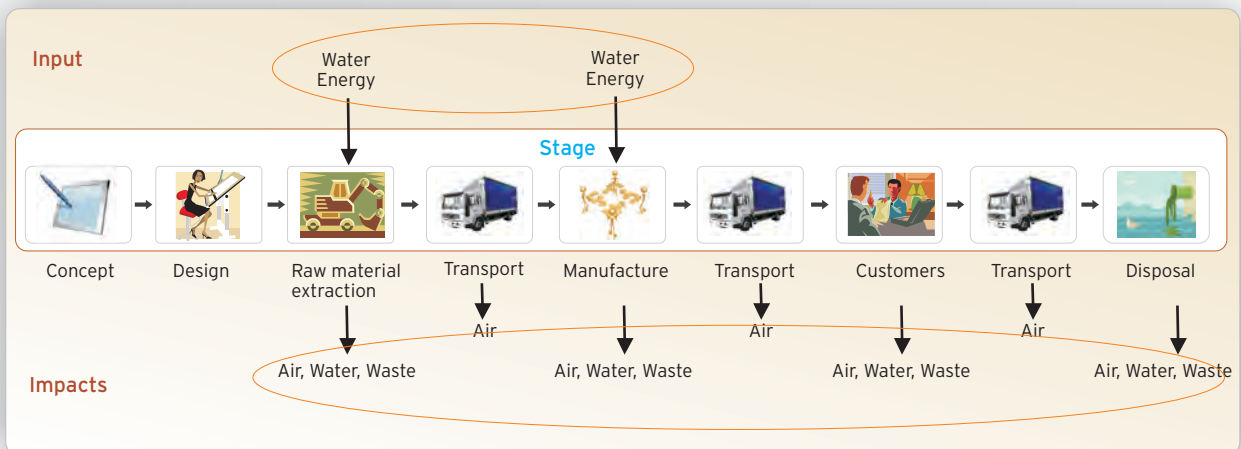 Input
Water
Energy
Water
Energy
Stage
Concept
Design
Raw material
extraction
Transport
Manufacture
Transport
Customers
Transport
Disposal
Air
Air
Air
Impacts
Air, Water, Waste
Air, Water, Waste
Air, Water, Waste
Air, Water, Waste